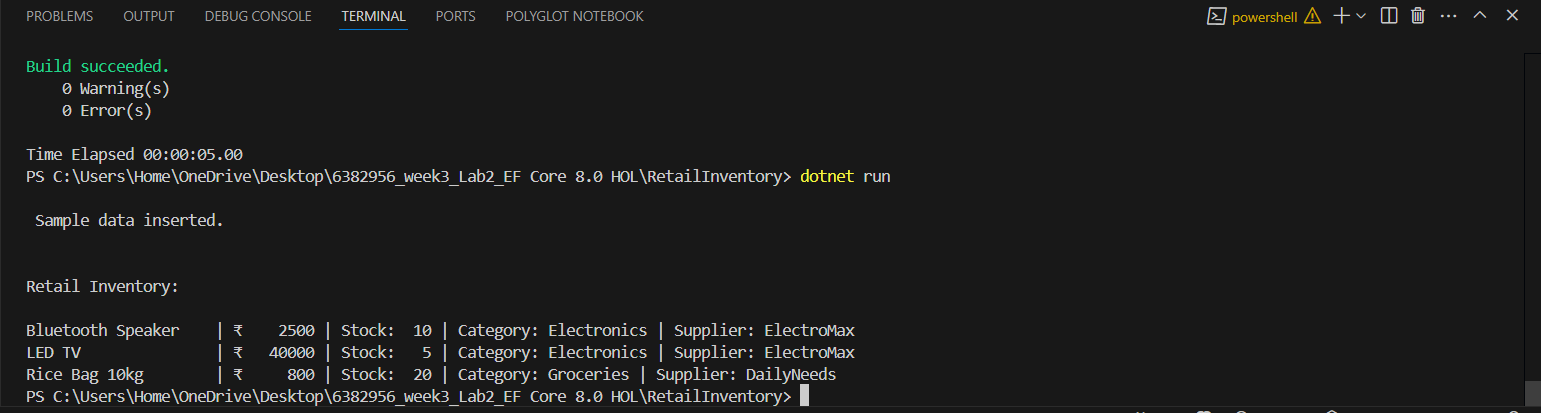 PROBLEMS OUTPUT DEBUG CONSOLE TERMINAL PORTS POLYGLOT NOTEBOOK powershell
Build succeeded.
0 Warning(s)
0 Error(s)
Time Elapsed 00:00:05.00
PS C:\Users\Home\OneDrive\Desktop\6382956_week3_Lab2_EF Core 8.0 HOL\RetailInventory> dotnet run
Sample data inserted.
Retail Inventory:
Bluetooth Speaker | ₹ 2500 | Stock: 10 | Category: Electronics | Supplier: ElectroMax
LED TV | ₹ 40000 | Stock: 5 | Category: Electronics | Supplier: ElectroMax
Rice Bag 10kg | ₹ 800 | Stock: 20 | Category: Groceries | Supplier: DailyNeeds
PS C:\Users\Home\OneDrive\Desktop\6382956_week3_Lab2_EF Core 8.0 HOL\RetailInventory>